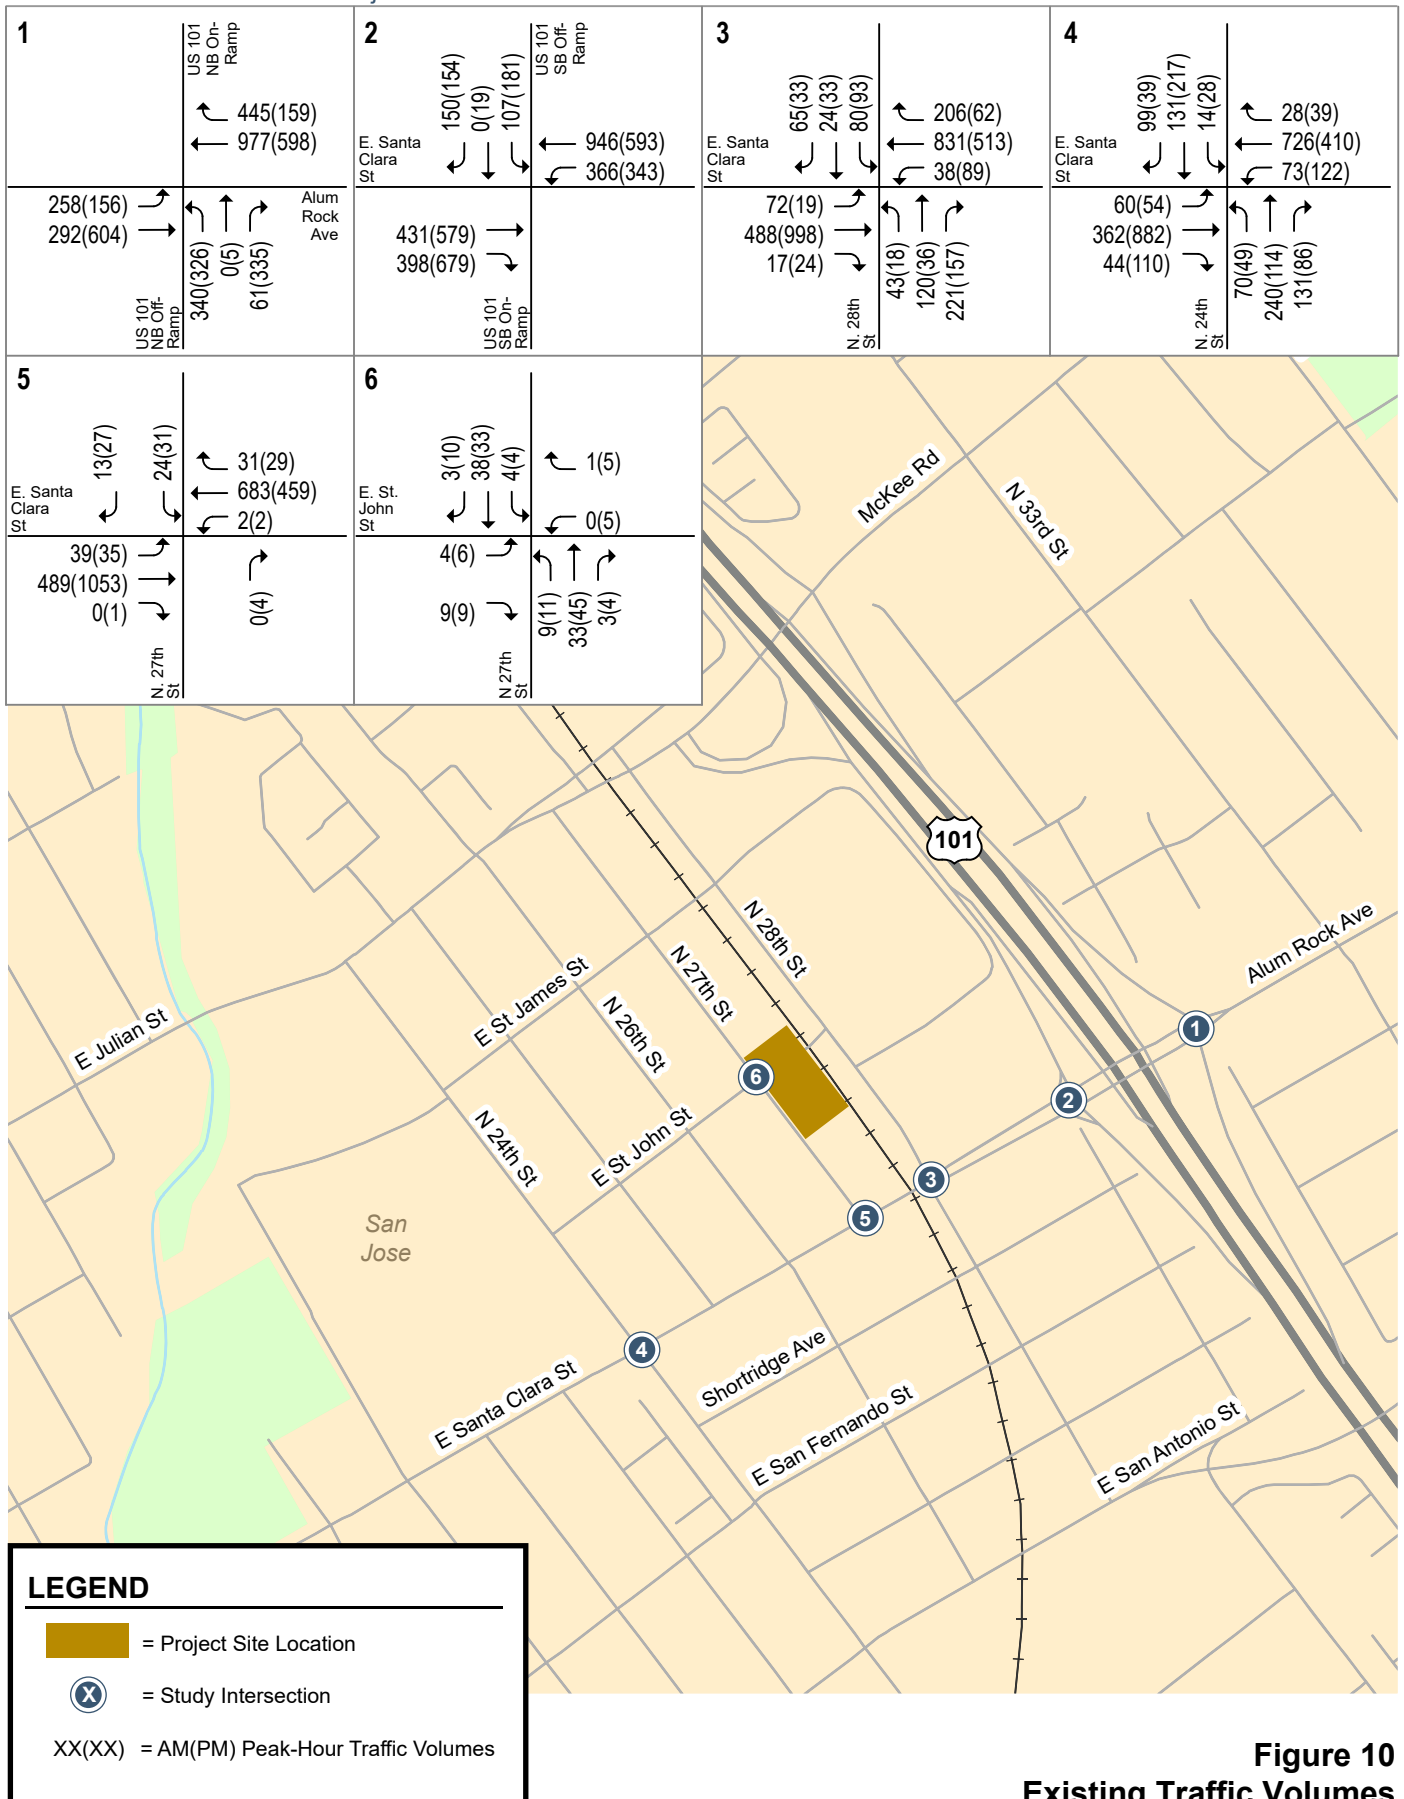 1
US 101
NB On-
Ramp
445(159)
977(598)
258(156)
292(604)
Alum
Rock
Ave
340(326)
0(5)
61(335)
US 101
NB Off-
Ramp
2
150(154)
0(19)
107(181)
US 101
SB Off-
Ramp
E. Santa
Clara
St
946(593)
366(343)
431(579)
398(679)
US 101
SB On-
Ramp
3
65(33)
24(33)
80(93)
E. Santa
Clara
St
206(62)
831(513)
38(89)
72(19)
488(998)
17(24)
43(18)
120(36)
221(157)
N. 28th
St
4
99(39)
131(217)
14(28)
E. Santa
Clara
St
28(39)
726(410)
73(122)
60(54)
362(882)
44(110)
70(49)
240(114)
131(86)
N. 24th
St
5
13(27)
24(31)
E. Santa
Clara
St
31(29)
683(459)
2(2)
39(35)
489(1053)
0(1)
0(4)
N. 27th
St
6
3(10)
38(33)
4(4)
E. St.
John
St
1(5)
0(5)
4(6)
9(9)
9(11)
33(45)
3(4)
N 27th
St
McKee Rd
N 33rd St
101
Alum Rock Ave
N 28th St
N 27th St
E St James St
N 26th St
E Julian St
1
6
2
N 24th St
E St John St
3
5
San
Jose
4
Shortridge Ave
E Santa Clara St
E San Fernando St
E San Antonio St
LEGEND
= Project Site Location
X = Study Intersection
XX(XX) = AM(PM) Peak-Hour Traffic Volumes
Figure 10
Existing Traffic Volumes